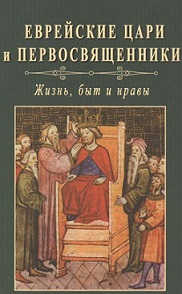 ЕВРЕЙСКИЕ ЦАРИ
И ПЕРВОСВЯЩЕННИКИ
Жизнь, быт и нравы